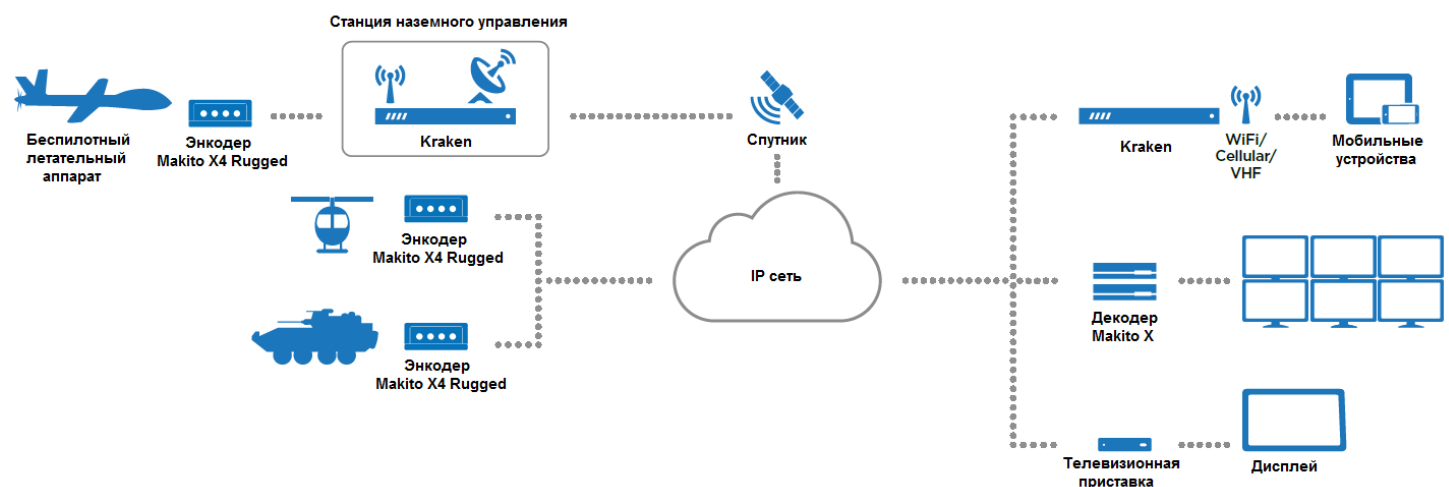 Станция наземного управления
Беспилотный
летательный
аппарат
Энкодер
Makito X4 Rugged
Kraken
Спутник
Kraken
WiFi/
Cellular/
VHF
Мобильные
устройства
Энкодер
Makito X4 Rugged
IP сеть
Декодер
Makito X
Энкодер
Makito X4 Rugged
Телевизионная
приставка
Дисплей